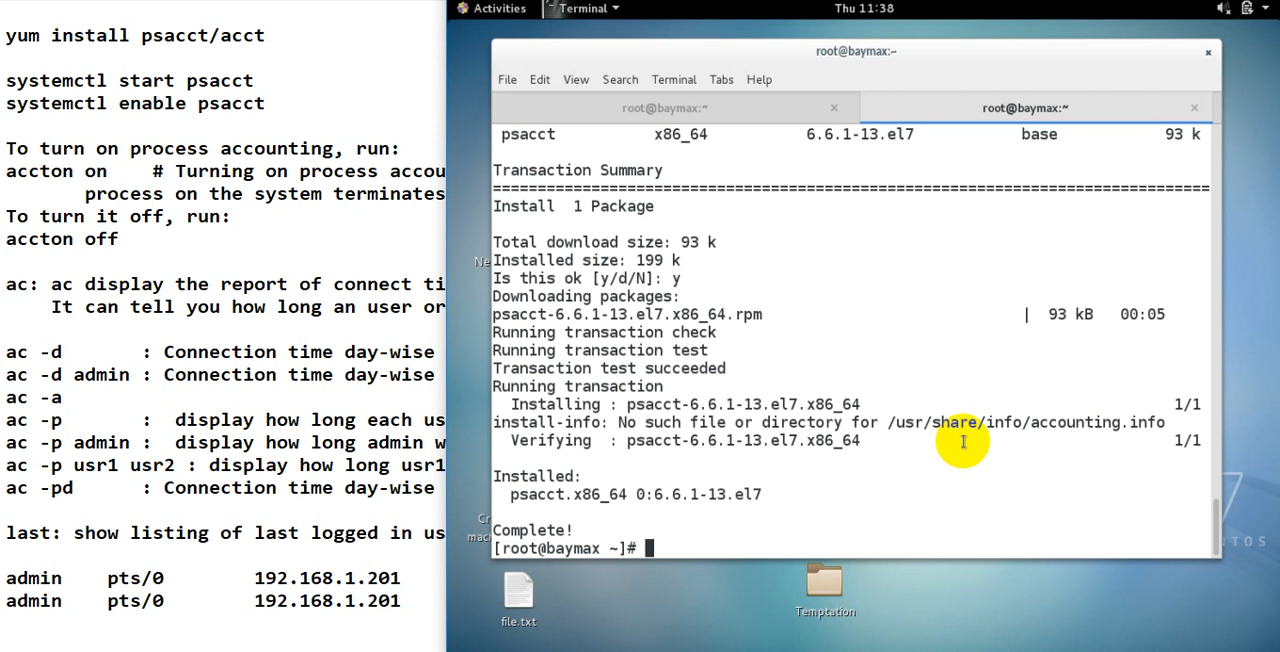 yum install psacct/acct
systemctl start psacct
systemctl enable psacct
To turn on process accounting, run:
accton on    # Turning on process accou
process on the system terminates
To turn it off, run:
accton off
ac: ac display the report of connect ti
It can tell you how long an user or
ac -d       : Connection time day-wise
ac -d admin : Connection time day-wise
ac -a
ac -p       :  display how long each us
ac -p admin :  display how long admin w
ac -p usr1 usr2 : display how long usr1
ac -pd      : Connection time day-wise
last: show listing of last logged in us
admin    pts/0        192.168.1.201
admin    pts/0        192.168.1.201
Activities    Terminal    Thu 11:38
root@baymax:~
File  Edit  View  Search  Terminal  Tabs  Help
root@baymax:~  ×  root@baymax:~  ×
psacct    x86_64    6.6.1-13.el7    base    93 k
Transaction Summary
================================================================================
Install  1 Package
Total download size: 93 k
Installed size: 199 k
Is this ok [y/d/N]: y
Downloading packages:
psacct-6.6.1-13.el7.x86_64.rpm    |  93 kB   00:05
Running transaction check
Running transaction test
Transaction test succeeded
Running transaction
Installing : psacct-6.6.1-13.el7.x86_64    1/1
install-info: No such file or directory for /usr/share/info/accounting.info
Verifying  : psacct-6.6.1-13.el7.x86_64    1/1
Installed:
psacct.x86_64 0:6.6.1-13.el7
Complete!
[root@baymax ~]#
Ne
Cr
mac
7
TOS
file.txt
Temptation